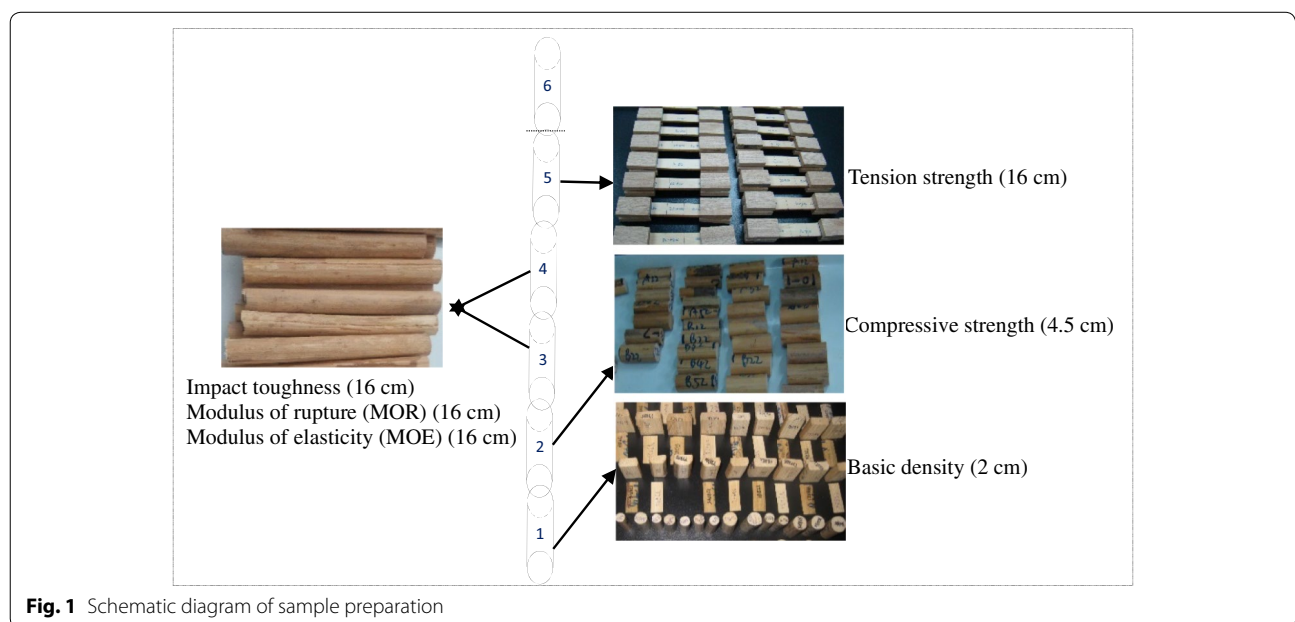 6
5
Tension strength (16 cm)
4
Compressive strength (4.5 cm)
3
Impact toughness (16 cm)
Modulus of rupture (MOR) (16 cm)
Modulus of elasticity (MOE) (16 cm)
2
Basic density (2 cm)
1
Fig. 1 Schematic diagram of sample preparation